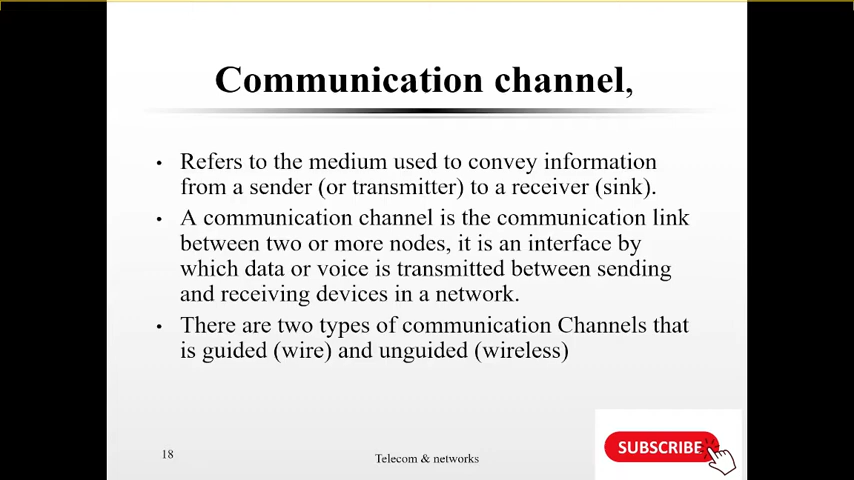 Communication channel,
• Refers to the medium used to convey information
from a sender (or transmitter) to a receiver (sink).
• A communication channel is the communication link
between two or more nodes, it is an interface by
which data or voice is transmitted between sending
and receiving devices in a network.
• There are two types of communication Channels that
is guided (wire) and unguided (wireless)
18
Telecom & networks
SUBSCRIBE